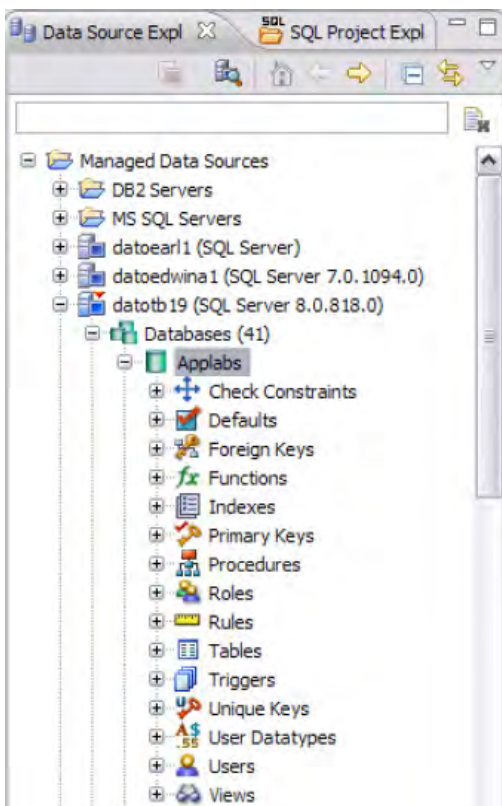 Data Source Expl
SQL Project Expl
Managed Data Sources
DB2 Servers
MS SQL Servers
datoearl1 (SQL Server)
datoedwina1 (SQL Server 7.0.1094.0)
datotb19 (SQL Server 8.0.818.0)
Databases (41)
Applabs
Check Constraints
Defaults
Foreign Keys
Functions
Indexes
Primary Keys
Procedures
Roles
Rules
Tables
Triggers
Unique Keys
User Datatypes
Users
Views